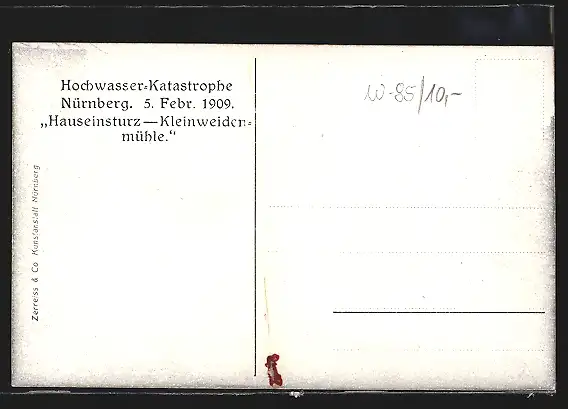 Hochwasser-Katastrophe
Nürnberg. 5. Febr. 1909.
„Hauseinsturz—Kleinweiden-
mühle.“
Zerreiss & Co Kunstanstalt Nürnberg
W-85/10,-